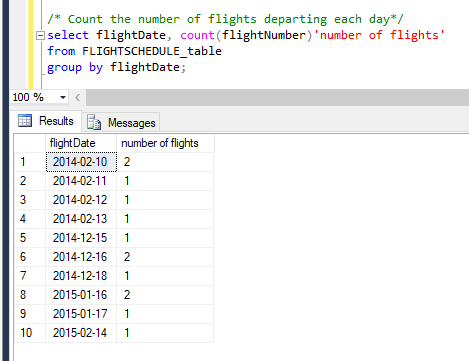 /* Count the number of flights departing each day*/
select flightDate, count(flightNumber)'number of flights'
from FLIGHTSCHEDULE_table
group by flightDate;
100 %
Results Messages
flightDate number of flights
1 2014-02-10 2
2 2014-02-11 1
3 2014-02-12 1
4 2014-02-13 1
5 2014-12-15 1
6 2014-12-16 2
7 2014-12-18 1
8 2015-01-16 2
9 2015-01-17 1
10 2015-02-14 1